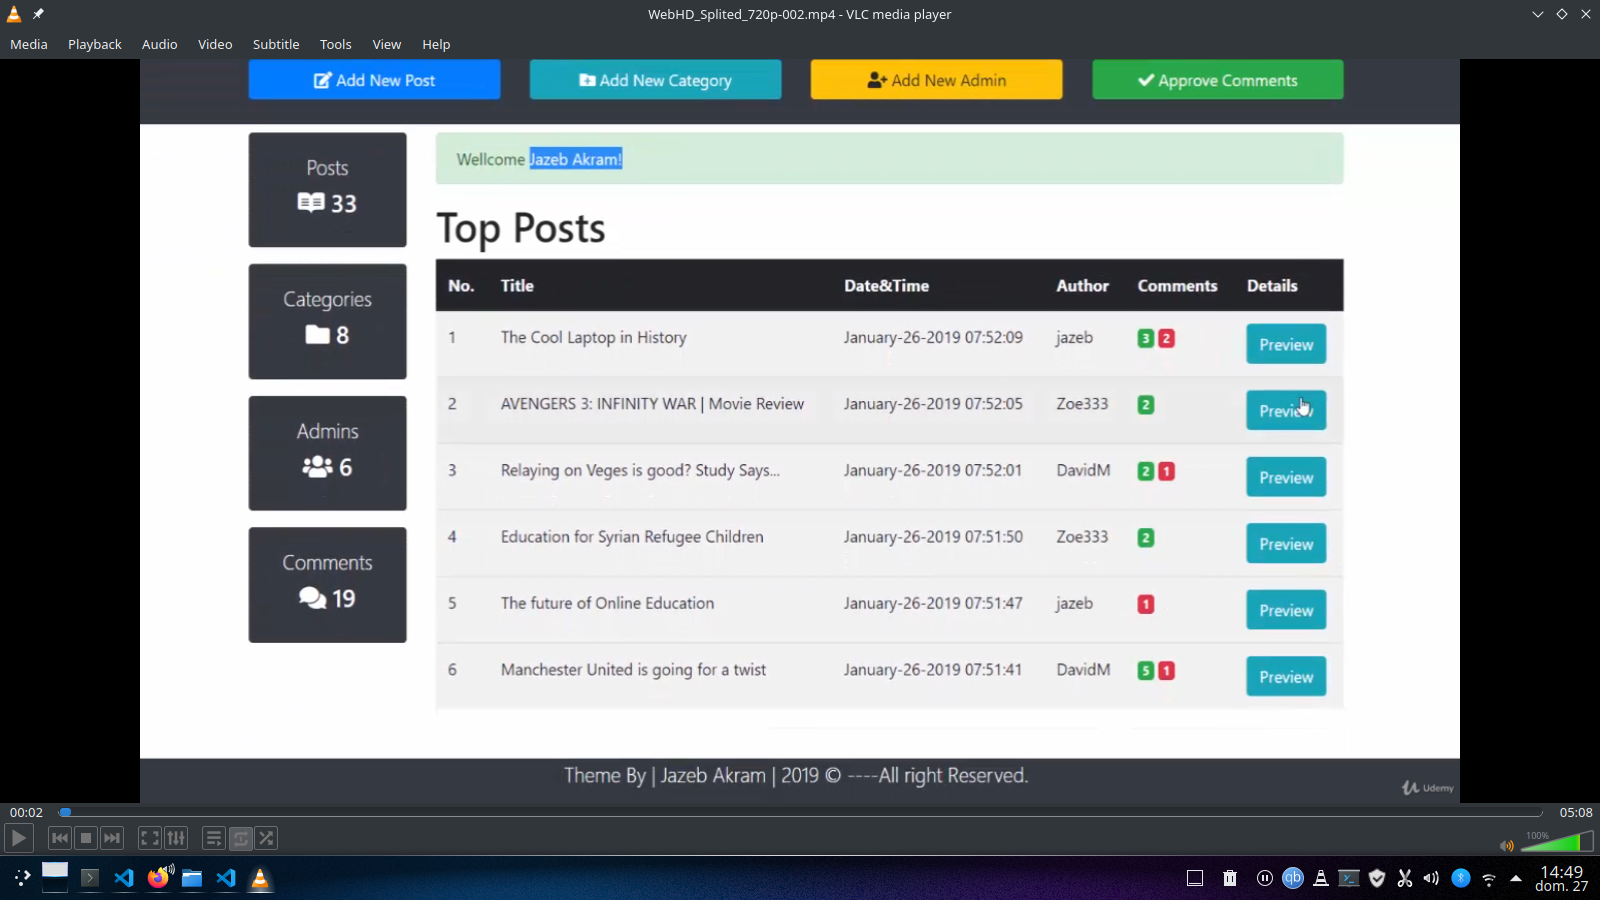 WebHD_Splited_720p-002.mp4 - VLC media player
Media Playback Audio Video Subtitle Tools View Help
Add New Post Add New Category Add New Admin Approve Comments
Wellcome Jazeb Akram!
Posts
33
Categories
8
Admins
6
Comments
19
Top Posts
No. Title Date&Time Author Comments Details
1 The Cool Laptop in History January-26-2019 07:52:09 jazeb 3 2 Preview
2 AVENGERS 3: INFINITY WAR | Movie Review January-26-2019 07:52:05 Zoe333 2 Preview
3 Relaying on Veges is good? Study Says... January-26-2019 07:52:01 DavidM 2 1 Preview
4 Education for Syrian Refugee Children January-26-2019 07:51:50 Zoe333 2 Preview
5 The future of Online Education January-26-2019 07:51:47 jazeb 1 Preview
6 Manchester United is going for a twist January-26-2019 07:51:41 DavidM 5 1 Preview
Theme By | Jazeb Akram | 2019 © ----All right Reserved.
Udemy
00:02 05:08
100%
qb
14:49
dom. 27